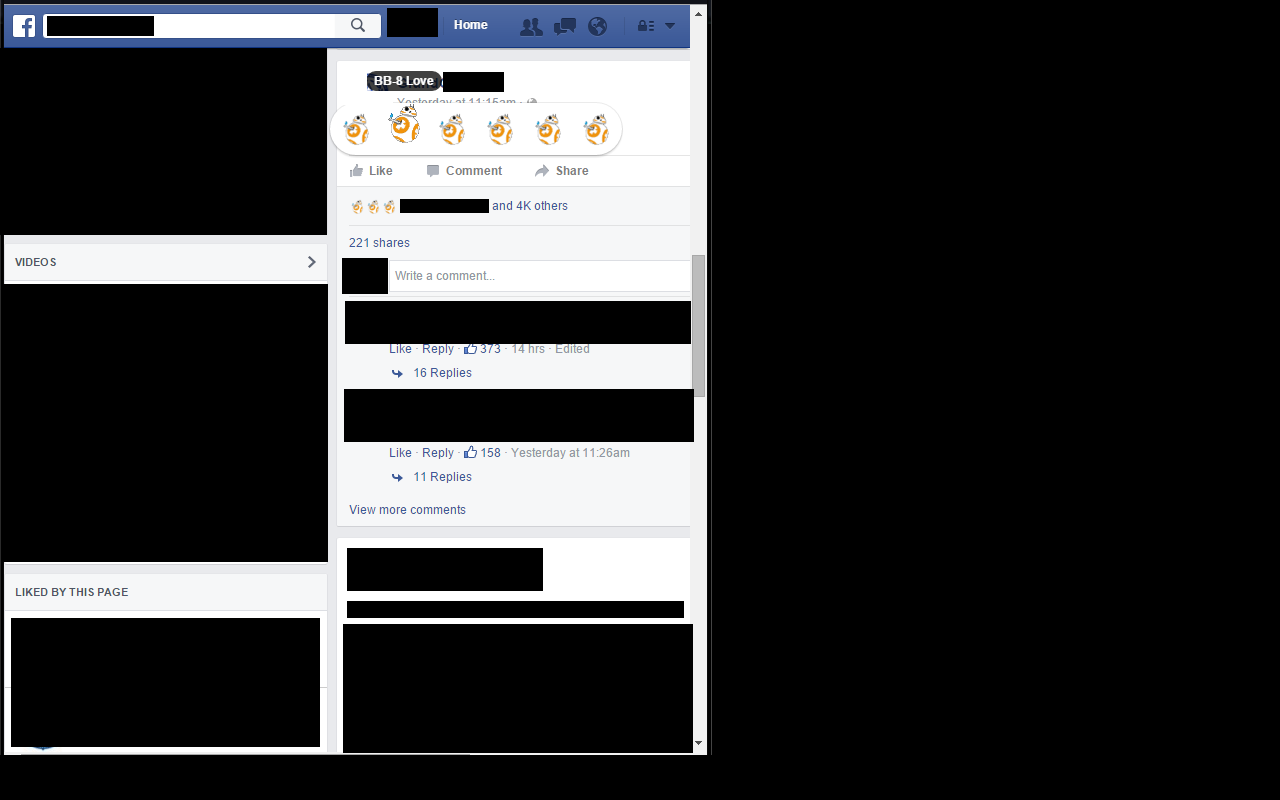 Home
BB-8 Love
Yesterday at 11:15am ·
Like Comment Share
and 4K others
221 shares
Write a comment...
Like · Reply · 373 · 14 hrs · Edited
16 Replies
Like · Reply · 158 · Yesterday at 11:26am
11 Replies
View more comments
VIDEOS
LIKED BY THIS PAGE